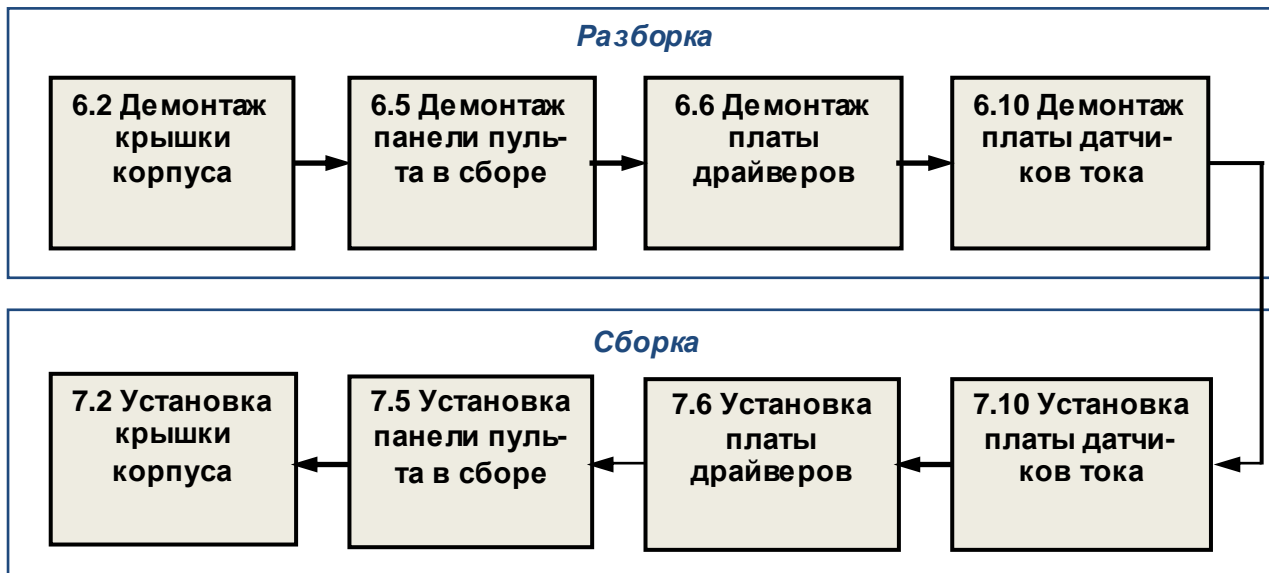 Разборка
6.2 Демонтаж
крышки
корпуса
6.5 Демонтаж
панели пуль-
та в сборе
6.6 Демонтаж
платы
драйверов
6.10 Демонтаж
платы датчи-
ков тока
Сборка
7.2 Установка
крышки
корпуса
7.5 Установка
панели пуль-
та в сборе
7.6 Установка
платы
драйверов
7.10 Установка
платы датчи-
ков тока